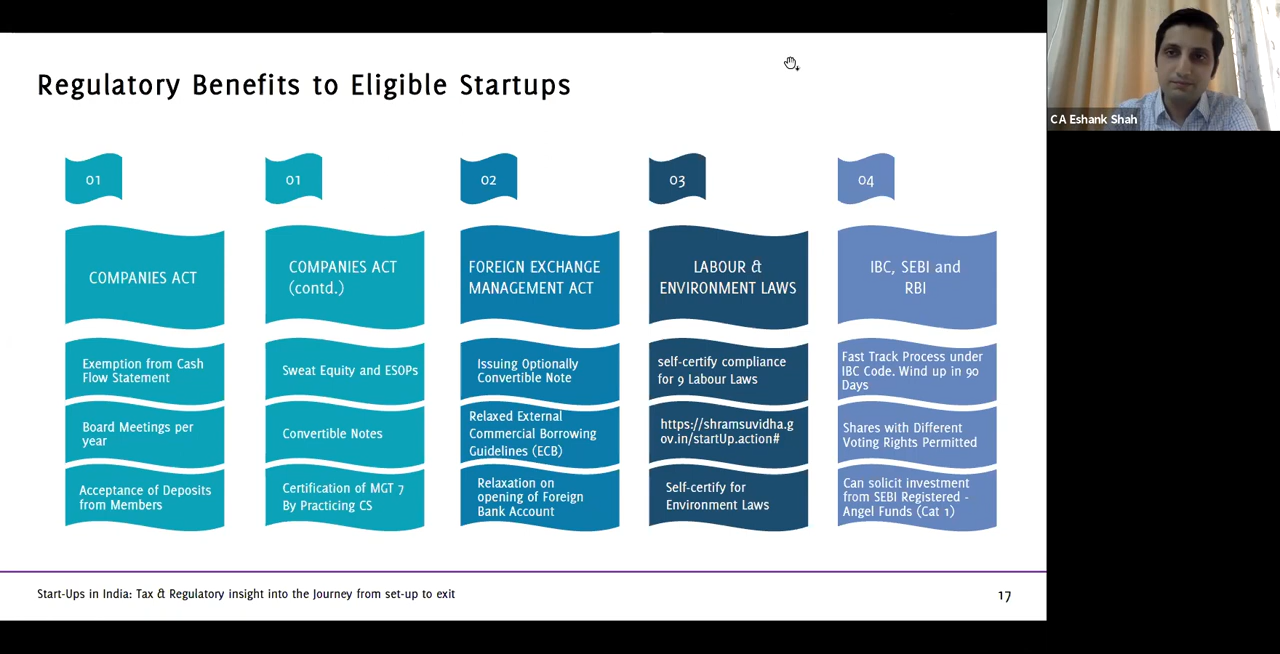 Regulatory Benefits to Eligible Startups
CA Eshank Shah
01
COMPANIES ACT
Exemption from Cash
Flow Statement
Board Meetings per
year
Acceptance of Deposits
from Members
01
COMPANIES ACT
(contd.)
Sweat Equity and ESOPs
Convertible Notes
Certification of MGT 7
By Practicing CS
02
FOREIGN EXCHANGE
MANAGEMENT ACT
Issuing Optionally
Convertible Note
Relaxed External
Commercial Borrowing
Guidelines (ECB)
Relaxation on
opening of Foreign
Bank Account
03
LABOUR &
ENVIRONMENT LAWS
self-certify compliance
for 9 Labour Laws
https://shramsuvidha.g
ov.in/startUp.action#
Self-certify for
Environment Laws
04
IBC, SEBI and
RBI
Fast Track Process under
IBC Code. Wind up in 90
Days
Shares with Different
Voting Rights Permitted
Can solicit investment
from SEBI Registered -
Angel Funds (Cat 1)
Start-Ups in India: Tax & Regulatory insight into the Journey from set-up to exit
17